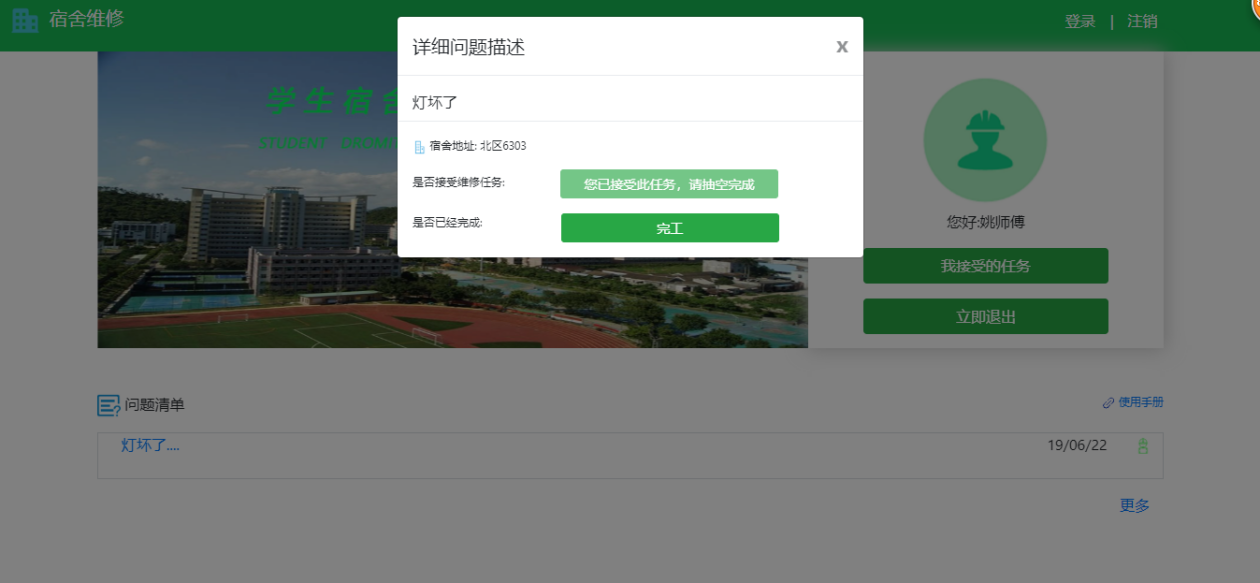 宿舍维修
登录 | 注销
详细问题描述
x
灯坏了
宿舍地址: 北区6303
是否接受维修任务:
您已接受此任务，请抽空完成
是否已经完成:
完工
学生宿舍
STUDENT
您好:姚师傅
我接受的任务
立即退出
问题清单
使用手册
灯坏了....
19/06/22
更多